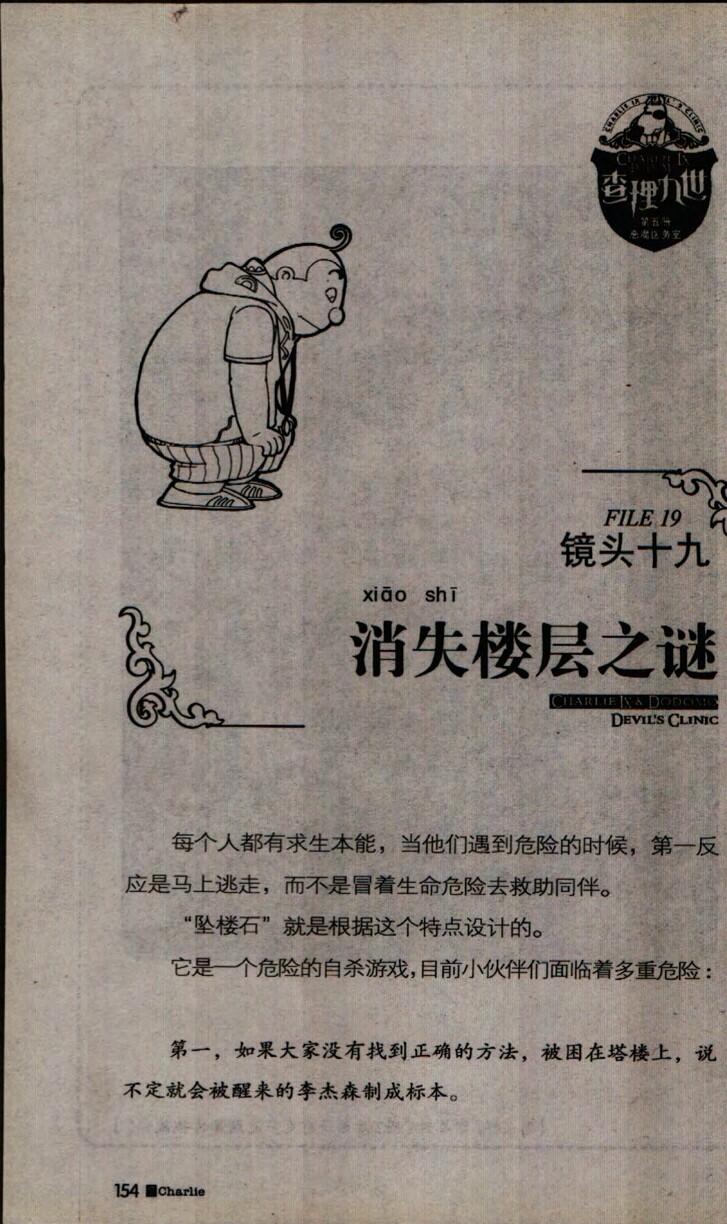 CHARLIE IX
查理九世
第五册
恶魔医务室
FILE 19
镜头十九
xiāo shī
消失楼层之谜
CHARLIE IX & DODOMO
DEVIL'S CLINIC
每个人都有求生本能，当他们遇到危险的时候，第一反
应是马上逃走，而不是冒着生命危险去救助同伴。
“坠楼石”就是根据这个特点设计的。
它是一个危险的自杀游戏，目前小伙伴们面临着多重危险：
第一，如果大家没有找到正确的方法，被困在塔楼上，说
不定就会被醒来的李杰森制成标本。
154 Charlie